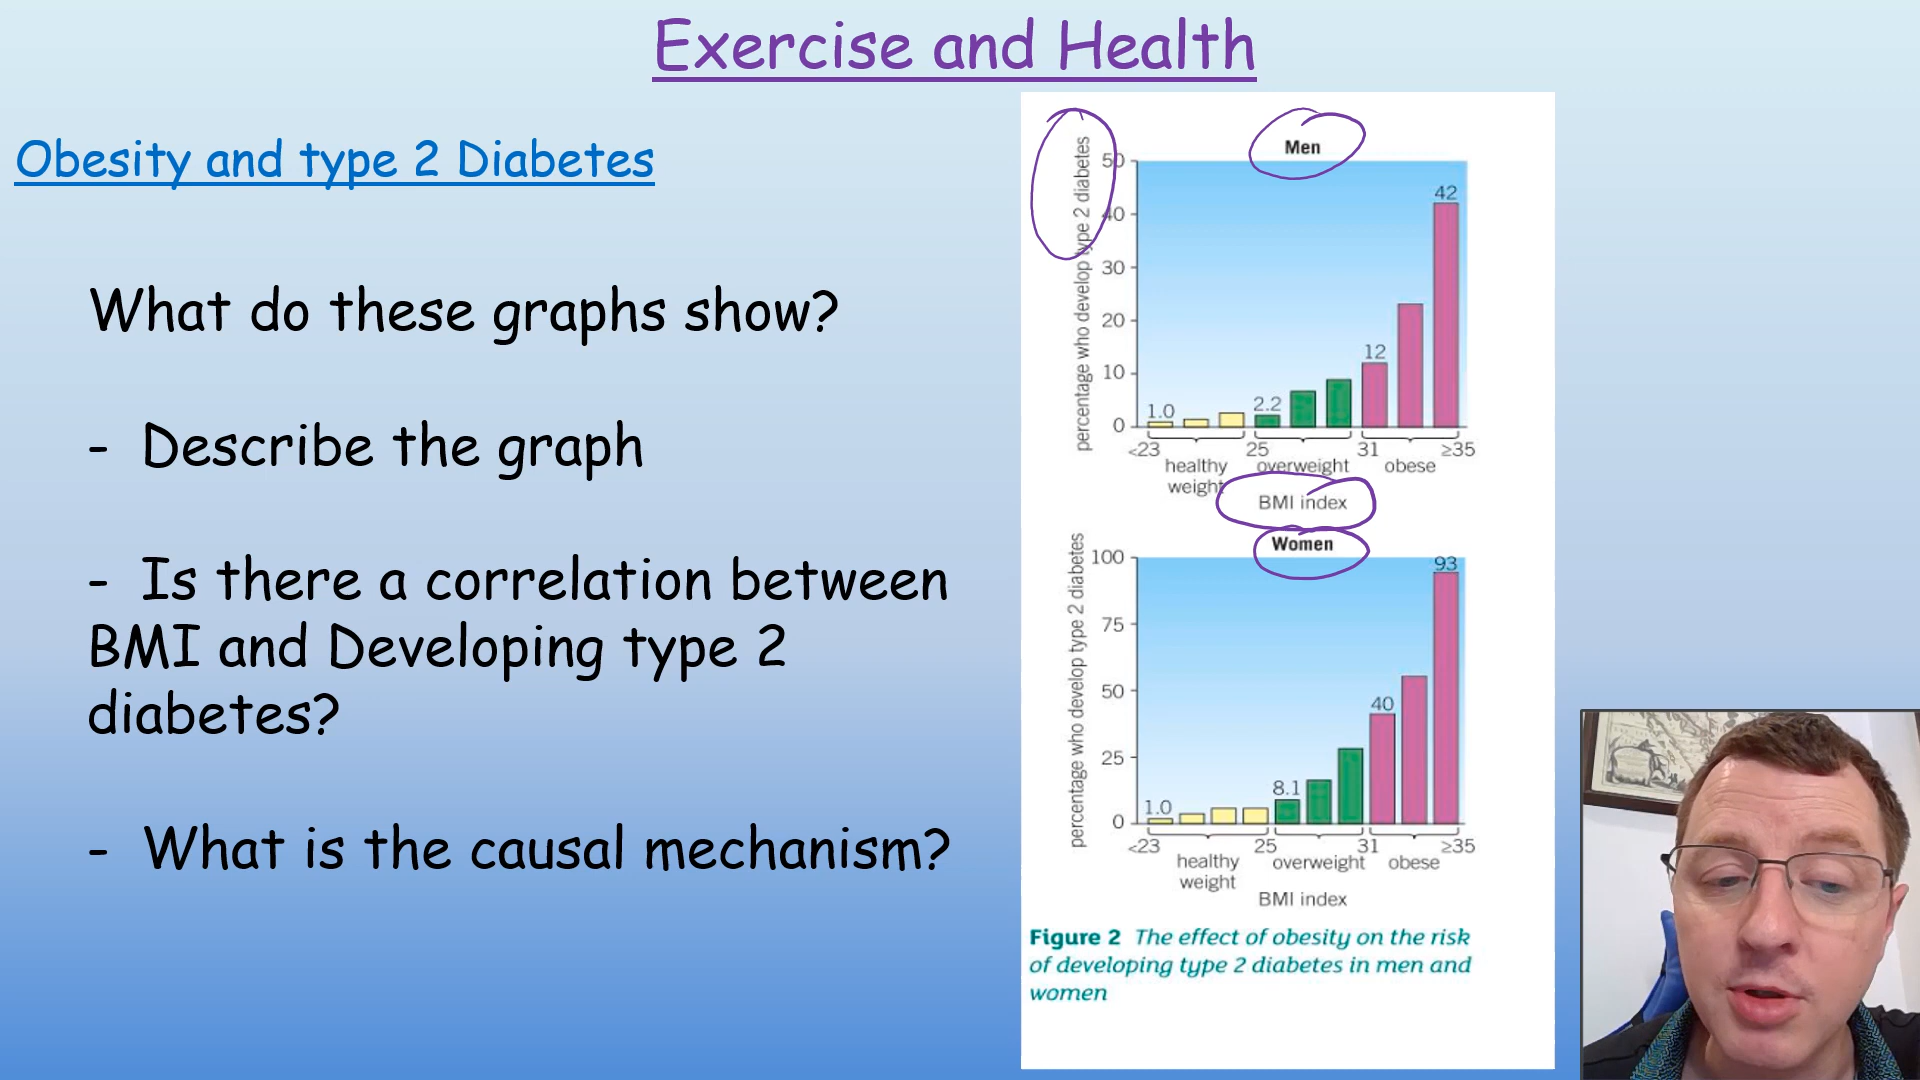 Exercise and Health
Obesity and type 2 Diabetes
What do these graphs show?
- Describe the graph
- Is there a correlation between
BMI and Developing type 2
diabetes?
- What is the causal mechanism?
Men
percentage who develop type 2 diabetes
50
40
30
20
10
0
1.0
2.2
12
42
<23
25
31
≥35
healthy
weight
overweight
obese
BMI index
Women
percentage who develop type 2 diabetes
100
75
50
25
0
1.0
8.1
40
93
<23
25
31
≥35
healthy
weight
overweight
obese
BMI index
Figure 2 The effect of obesity on the risk
of developing type 2 diabetes in men and
women